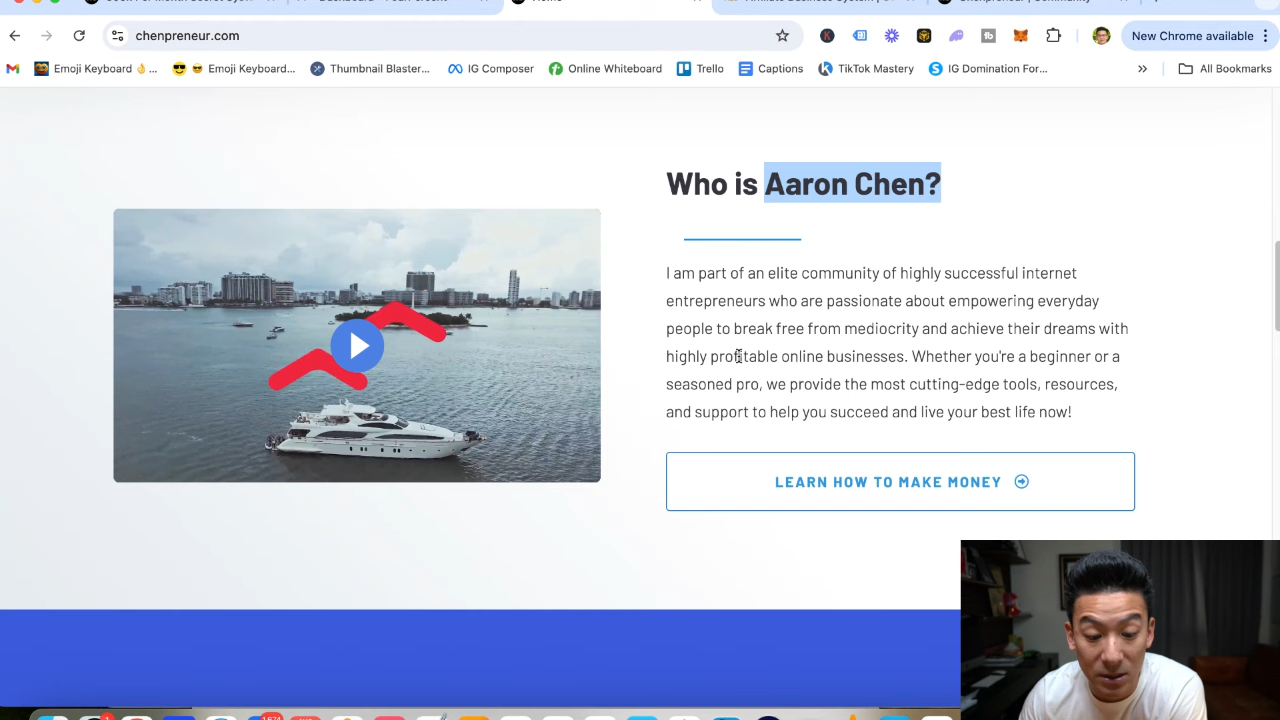 chenpreneur.com
New Chrome available
Emoji Keyboard 👌...
😎 Emoji Keyboard...
Thumbnail Blaster...
IG Composer
Online Whiteboard
Trello
Captions
TikTok Mastery
IG Domination For...
All Bookmarks
Who is Aaron Chen?
I am part of an elite community of highly successful internet
entrepreneurs who are passionate about empowering everyday
people to break free from mediocrity and achieve their dreams with
highly profitable online businesses. Whether you're a beginner or a
seasoned pro, we provide the most cutting-edge tools, resources,
and support to help you succeed and live your best life now!
LEARN HOW TO MAKE MONEY